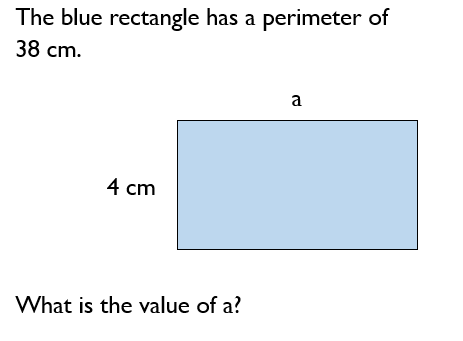 The blue rectangle has a perimeter of
38 cm.
a
4 cm
What is the value of a?